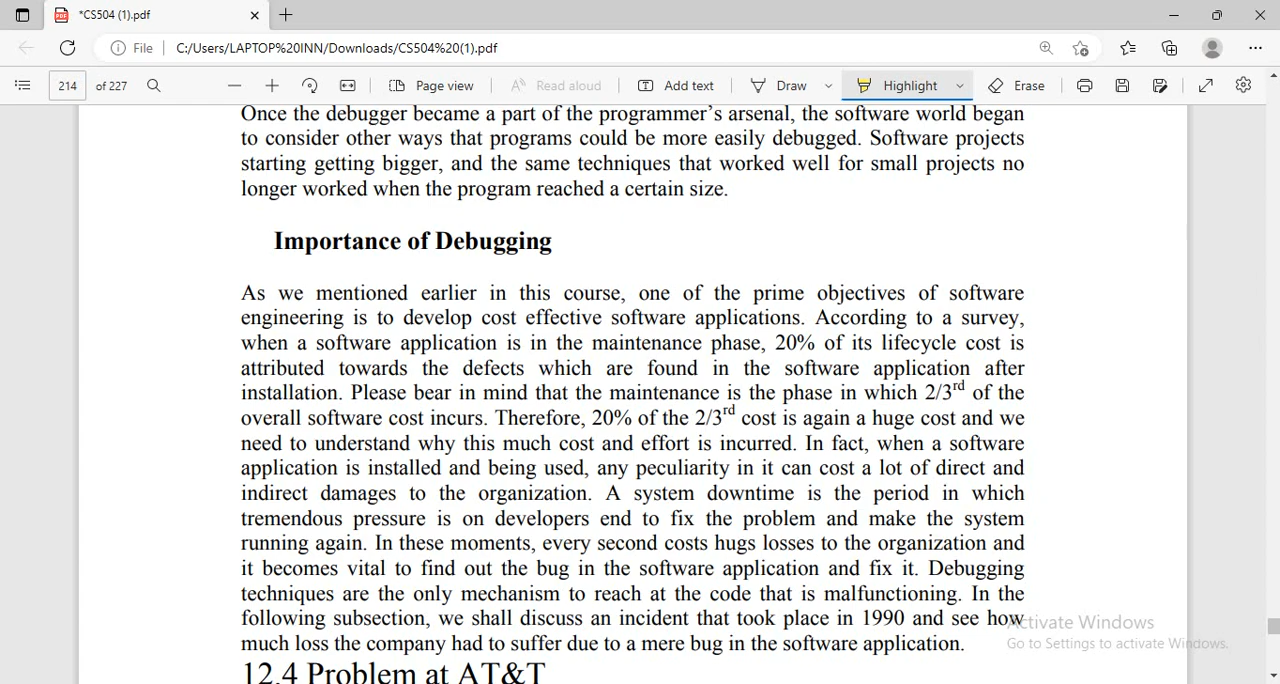 *CS504 (1).pdf
File C:/Users/LAPTOP%20INN/Downloads/CS504%20(1).pdf
214 of 227 Page view Read aloud Add text Draw Highlight Erase
Once the debugger became a part of the programmer's arsenal, the software world began
to consider other ways that programs could be more easily debugged. Software projects
starting getting bigger, and the same techniques that worked well for small projects no
longer worked when the program reached a certain size.
Importance of Debugging
As we mentioned earlier in this course, one of the prime objectives of software
engineering is to develop cost effective software applications. According to a survey,
when a software application is in the maintenance phase, 20% of its lifecycle cost is
attributed towards the defects which are found in the software application after
installation. Please bear in mind that the maintenance is the phase in which 2/3rd of the
overall software cost incurs. Therefore, 20% of the 2/3rd cost is again a huge cost and we
need to understand why this much cost and effort is incurred. In fact, when a software
application is installed and being used, any peculiarity in it can cost a lot of direct and
indirect damages to the organization. A system downtime is the period in which
tremendous pressure is on developers end to fix the problem and make the system
running again. In these moments, every second costs hugs losses to the organization and
it becomes vital to find out the bug in the software application and fix it. Debugging
techniques are the only mechanism to reach at the code that is malfunctioning. In the
following subsection, we shall discuss an incident that took place in 1990 and see how
much loss the company had to suffer due to a mere bug in the software application.
12.4 Problem at AT&T
Activate Windows
Go to Settings to activate Windows.